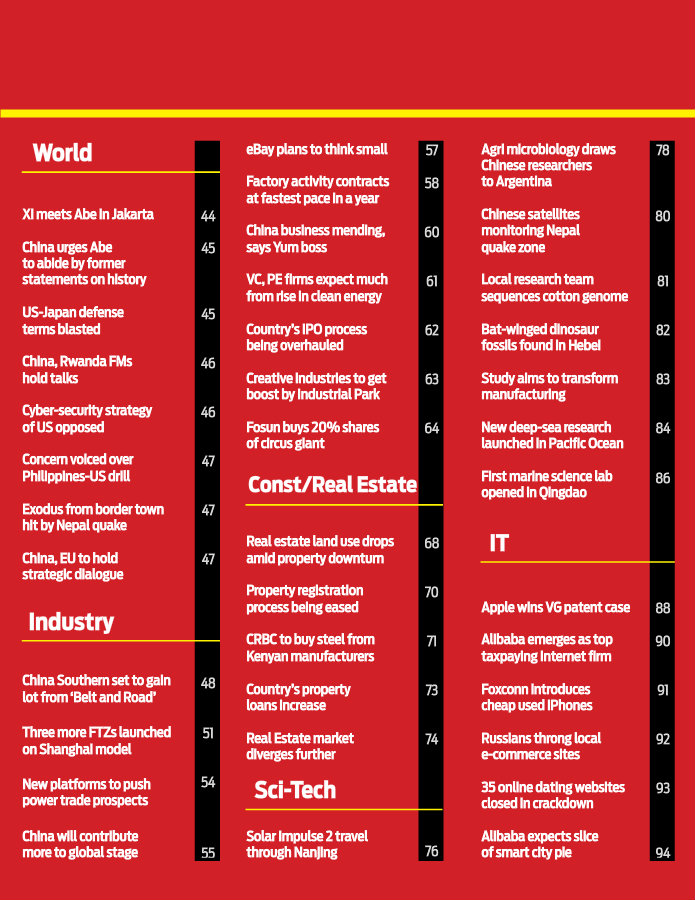 World
XI meets Abe in Jakarta 44
China urges Abe
to abide by former
statements on history 45
US-Japan defense
terms blasted 45
China, Rwanda FMs
hold talks 46
Cyber-security strategy
of US opposed 46
Concern voiced over
Philippines-US drill 47
Exodus from border town
hit by Nepal quake 47
China, EU to hold
strategic dialogue 47
Industry
China Southern set to gain
lot from ‘Belt and Road’ 48
Three more FTZs launched
on Shanghai model 51
New platforms to push
power trade prospects 54
China will contribute
more to global stage 55
eBay plans to think small 57
Factory activity contracts
at fastest pace in a year 58
China business mending,
says Yum boss 60
VC, PE firms expect much
from rise in clean energy 61
Country's IPO process
being overhauled 62
Creative industries to get
boost by Industrial Park 63
Fosun buys 20% shares
of circus giant 64
Const/Real Estate
Real estate land use drops
amid property downturn 68
Property registration
process being eased 70
CRBC to buy steel from
Kenyan manufacturers 71
Country's property
loans increase 73
Real Estate market
diverges further 74
Sci-Tech
Solar Impulse 2 travel
through Nanjing 76
Agri microbiology draws
Chinese researchers
to Argentina 78
Chinese satellites
monitoring Nepal
quake zone 80
Local research team
sequences cotton genome 81
Bat-winged dinosaur
fossils found in Hebei 82
Study aims to transform
manufacturing 83
New deep-sea research
launched in Pacific Ocean 84
First marine science lab
opened in Qingdao 86
IT
Apple wins VG patent case 88
Alibaba emerges as top
taxpaying Internet firm 90
Foxconn introduces
cheap used iPhones 91
Russians throng local
e-commerce sites 92
35 online dating websites
closed in crackdown 93
Alibaba expects slice
of smart city pie 94